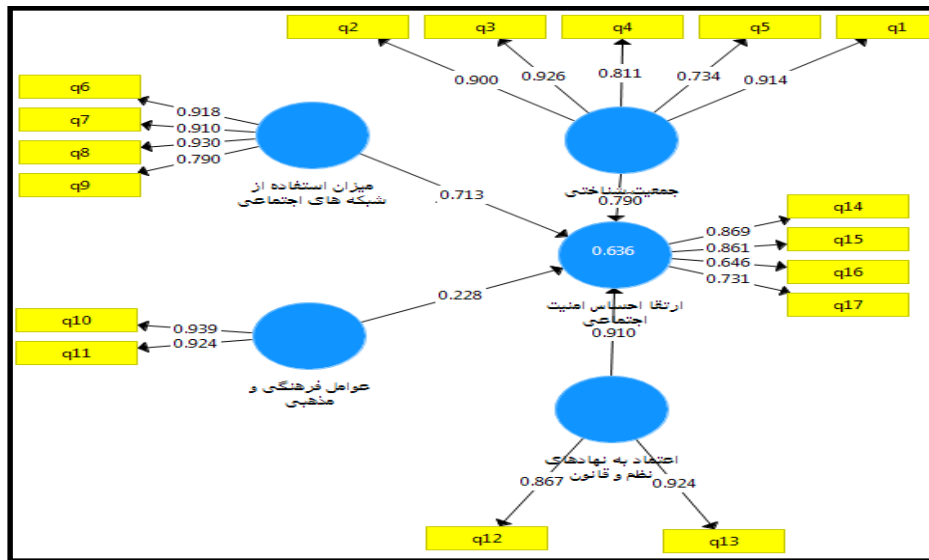 q2
q3
q4
q5
q1
0.900
0.926
0.811
0.734
0.914
q6
q7
q8
q9
0.918
0.910
0.930
0.790
میزان استفاده از
شبکه های اجتماعی
0.713
جمعیت شناختی
0.790
0.636
q14
q15
q16
q17
0.869
0.861
0.646
0.731
ارتقا احساس امنیت
اجتماعی
0.228
q10
q11
0.939
0.924
عوامل فرهنگی و
مذهبی
0.910
اعتماد به نهادهای
نظم و قانون
0.867
0.924
q12
q13